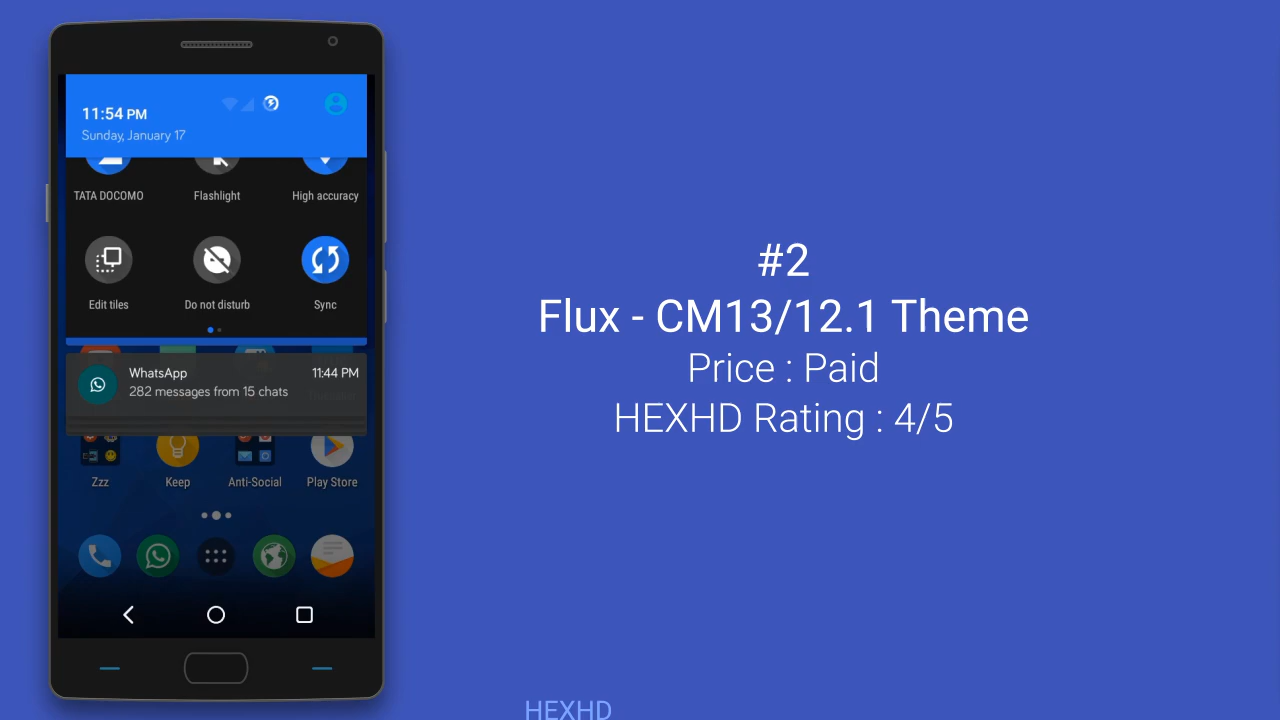 11:54 PM
Sunday, January 17
TATA DOCOMO
Flashlight
High accuracy
Edit tiles
Do not disturb
Sync
WhatsApp
11:44 PM
282 messages from 15 chats
Zzz
Keep
Anti-Social
Play Store
#2
Flux - CM13/12.1 Theme
Price : Paid
HEXHD Rating : 4/5
HEXHD